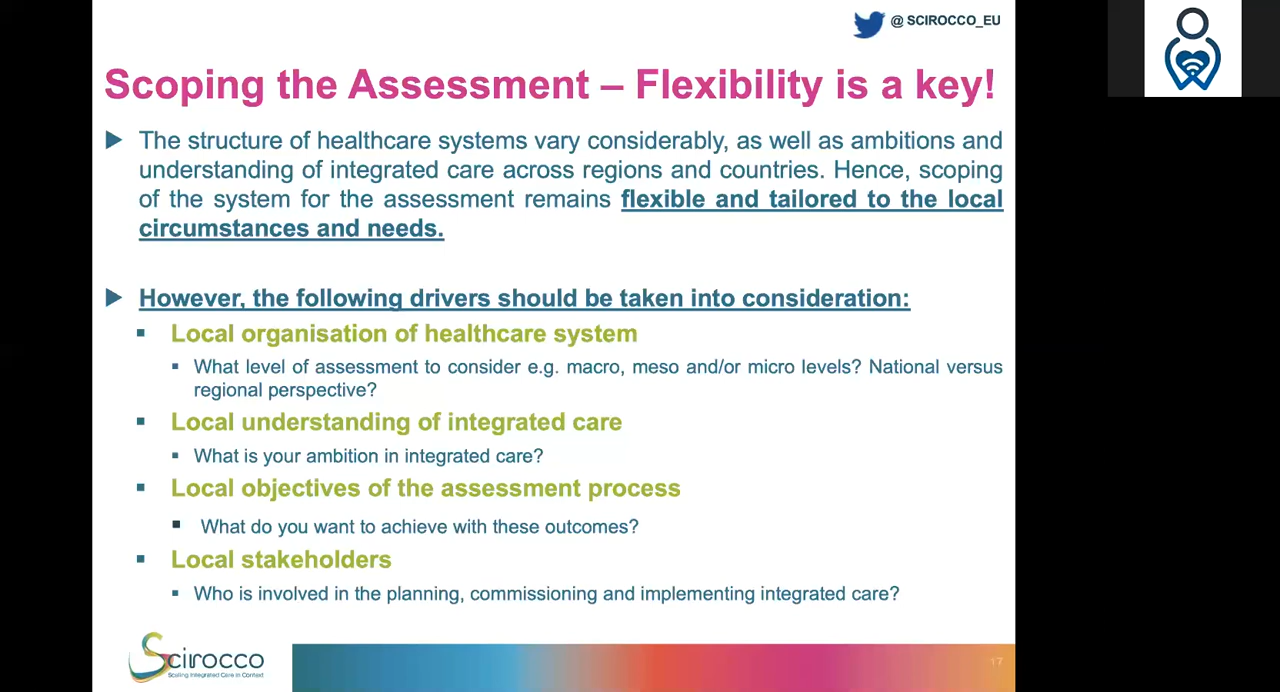 @ SCIROCCO_EU
Scoping the Assessment – Flexibility is a key!
The structure of healthcare systems vary considerably, as well as ambitions and
understanding of integrated care across regions and countries. Hence, scoping
of the system for the assessment remains flexible and tailored to the local
circumstances and needs.
However, the following drivers should be taken into consideration:
Local organisation of healthcare system
What level of assessment to consider e.g. macro, meso and/or micro levels? National versus
regional perspective?
Local understanding of integrated care
What is your ambition in integrated care?
Local objectives of the assessment process
What do you want to achieve with these outcomes?
Local stakeholders
Who is involved in the planning, commissioning and implementing integrated care?
Scirocco
Scaling Integrated Care in Context
17